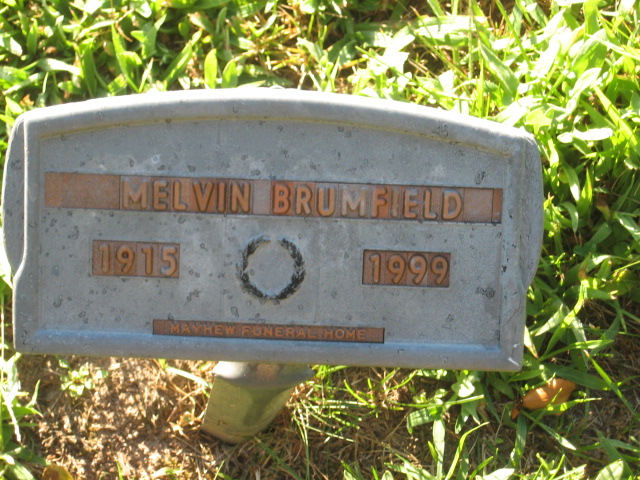 MELVIN BRUMFIELD
1915 1999
MAYHEW FUNERAL HOME